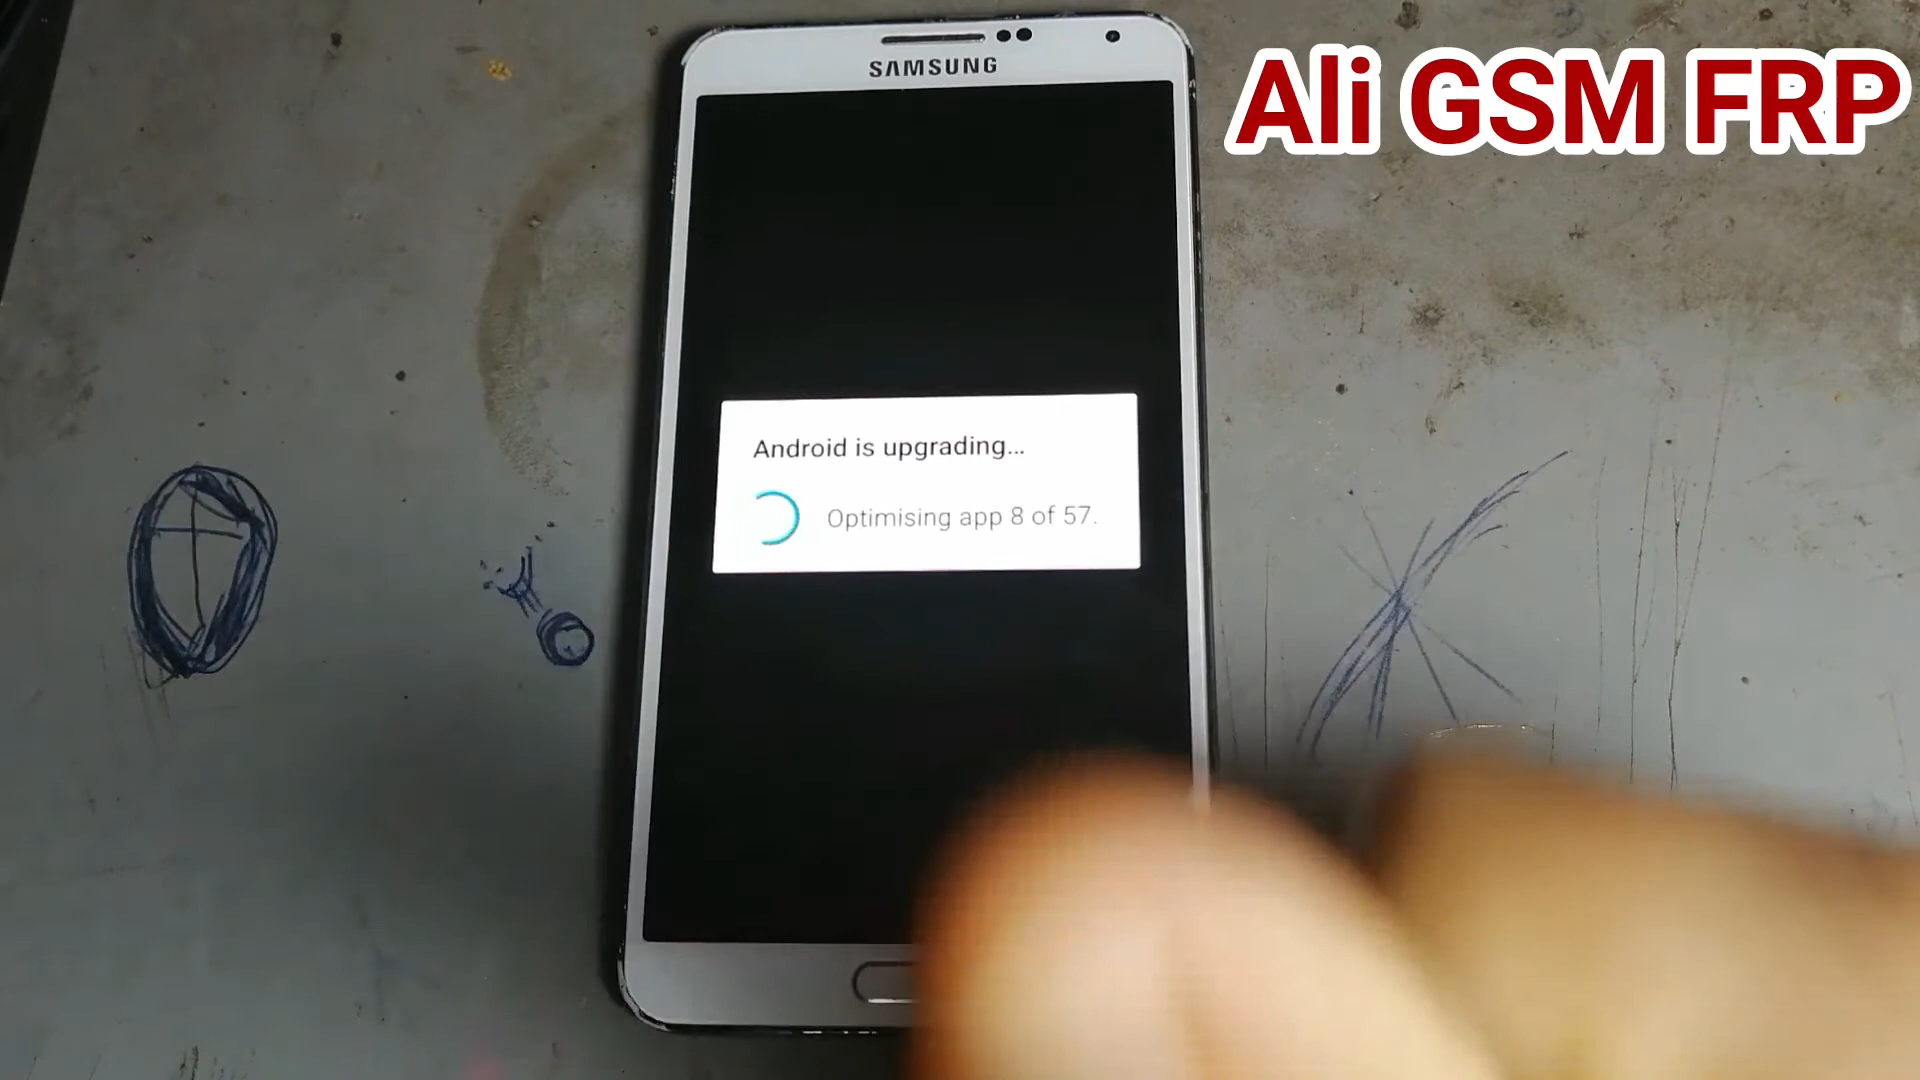 Ali GSM FRP
SAMSUNG
Android is upgrading...
Optimising app 8 of 57.